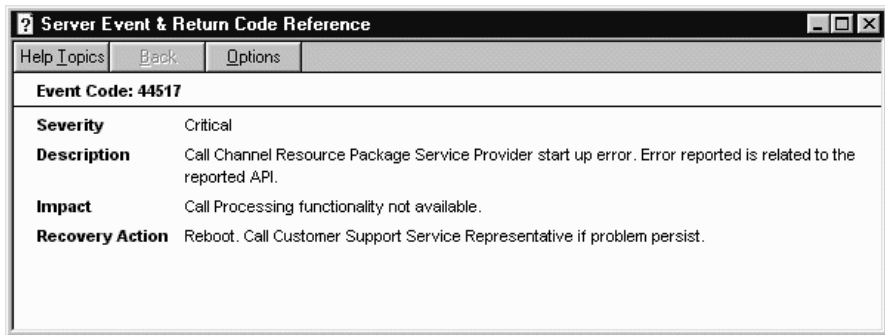 Server Event & Return Code Reference
Help Topics Back Options
Event Code: 44517
Severity Critical
Description Call Channel Resource Package Service Provider start up error. Error reported is related to the
reported API.
Impact Call Processing functionality not available.
Recovery Action Reboot. Call Customer Support Service Representative if problem persist.